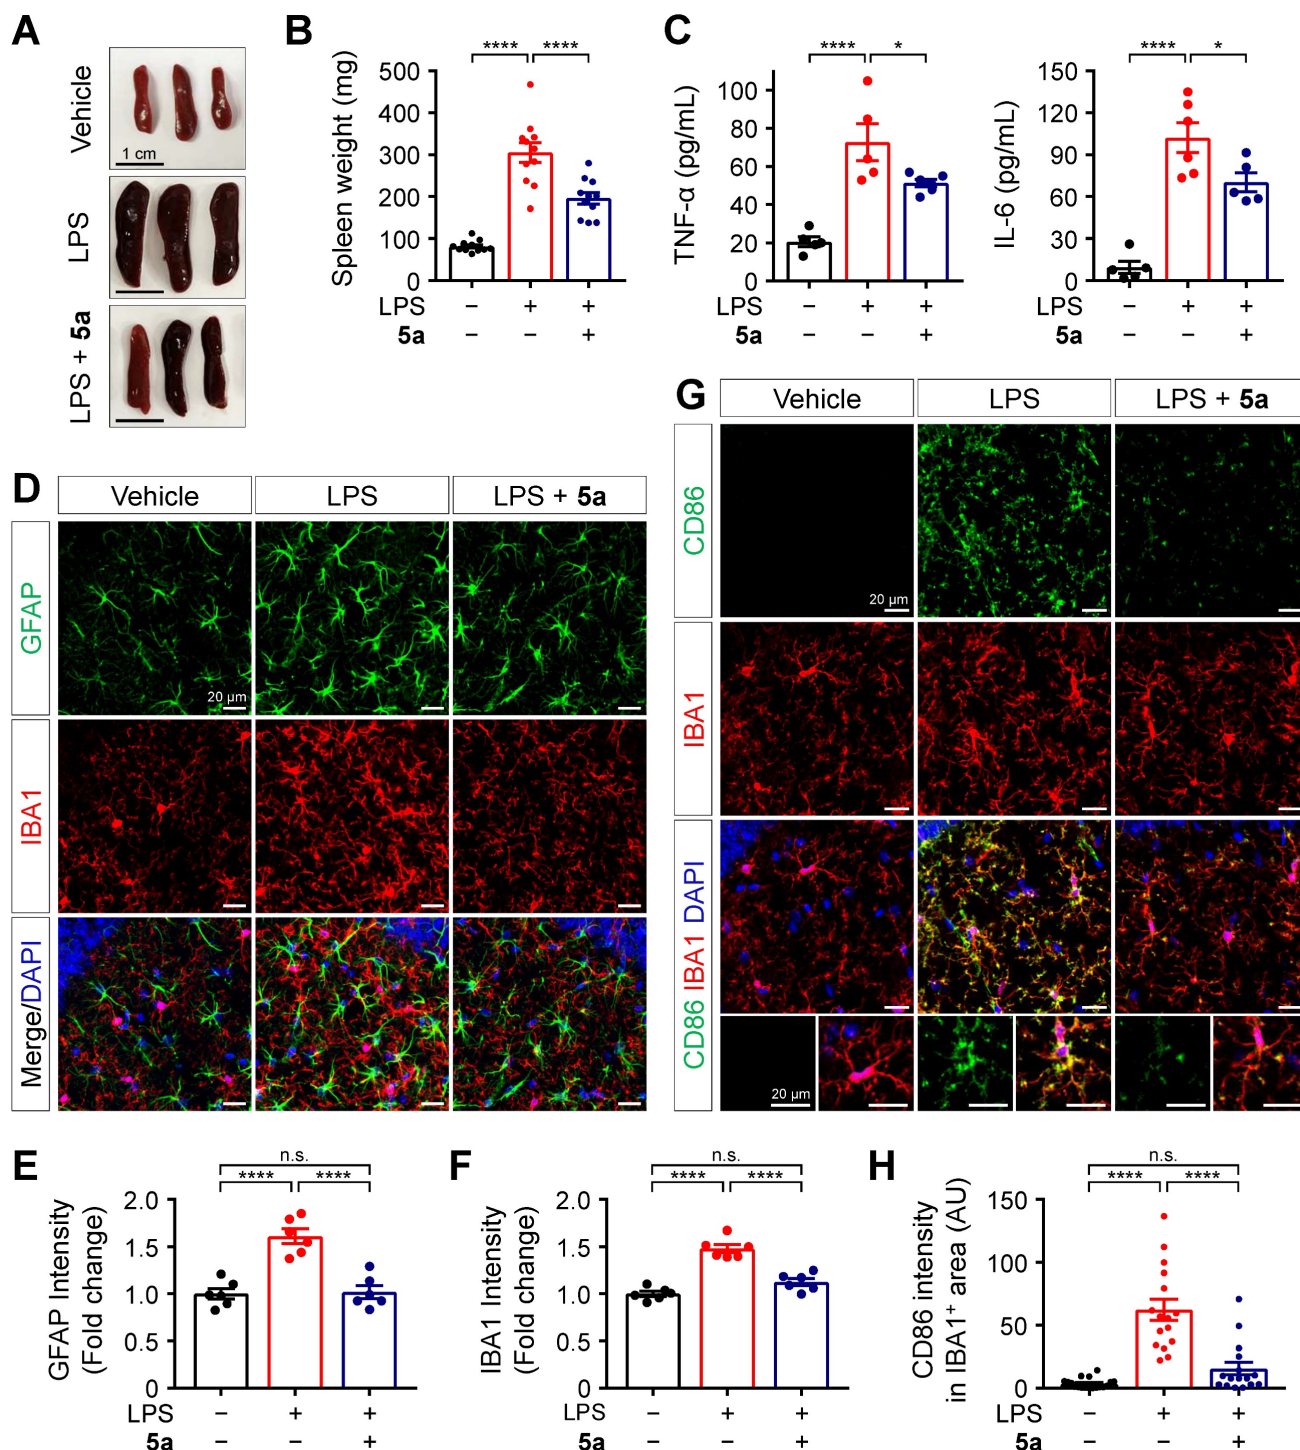 A
Vehicle
1 cm
LPS
LPS + 5a
B
**** ****
Spleen weight (mg)
500
400
300
200
100
0
LPS − + +
5a − − +
C
**** *
TNF-α (pg/mL)
100
80
60
40
20
0
LPS − + +
5a − − +
**** *
IL-6 (pg/mL)
150
120
90
60
30
0
− + +
− − +
D
Vehicle LPS LPS + 5a
GFAP
20 µm
IBA1
Merge/DAPI
G
Vehicle LPS LPS + 5a
CD86
20 µm
IBA1
CD86 IBA1 DAPI
20 µm
E
n.s.
**** ****
GFAP Intensity
(Fold change)
2.0
1.5
1.0
0.5
0
LPS − + +
5a − − +
F
n.s.
**** ****
IBA1 Intensity
(Fold change)
2.0
1.5
1.0
0.5
0
LPS − + +
5a − − +
H
n.s.
**** ****
CD86 intensity
in IBA1⁺ area (AU)
150
100
50
0
LPS − + +
5a − − +